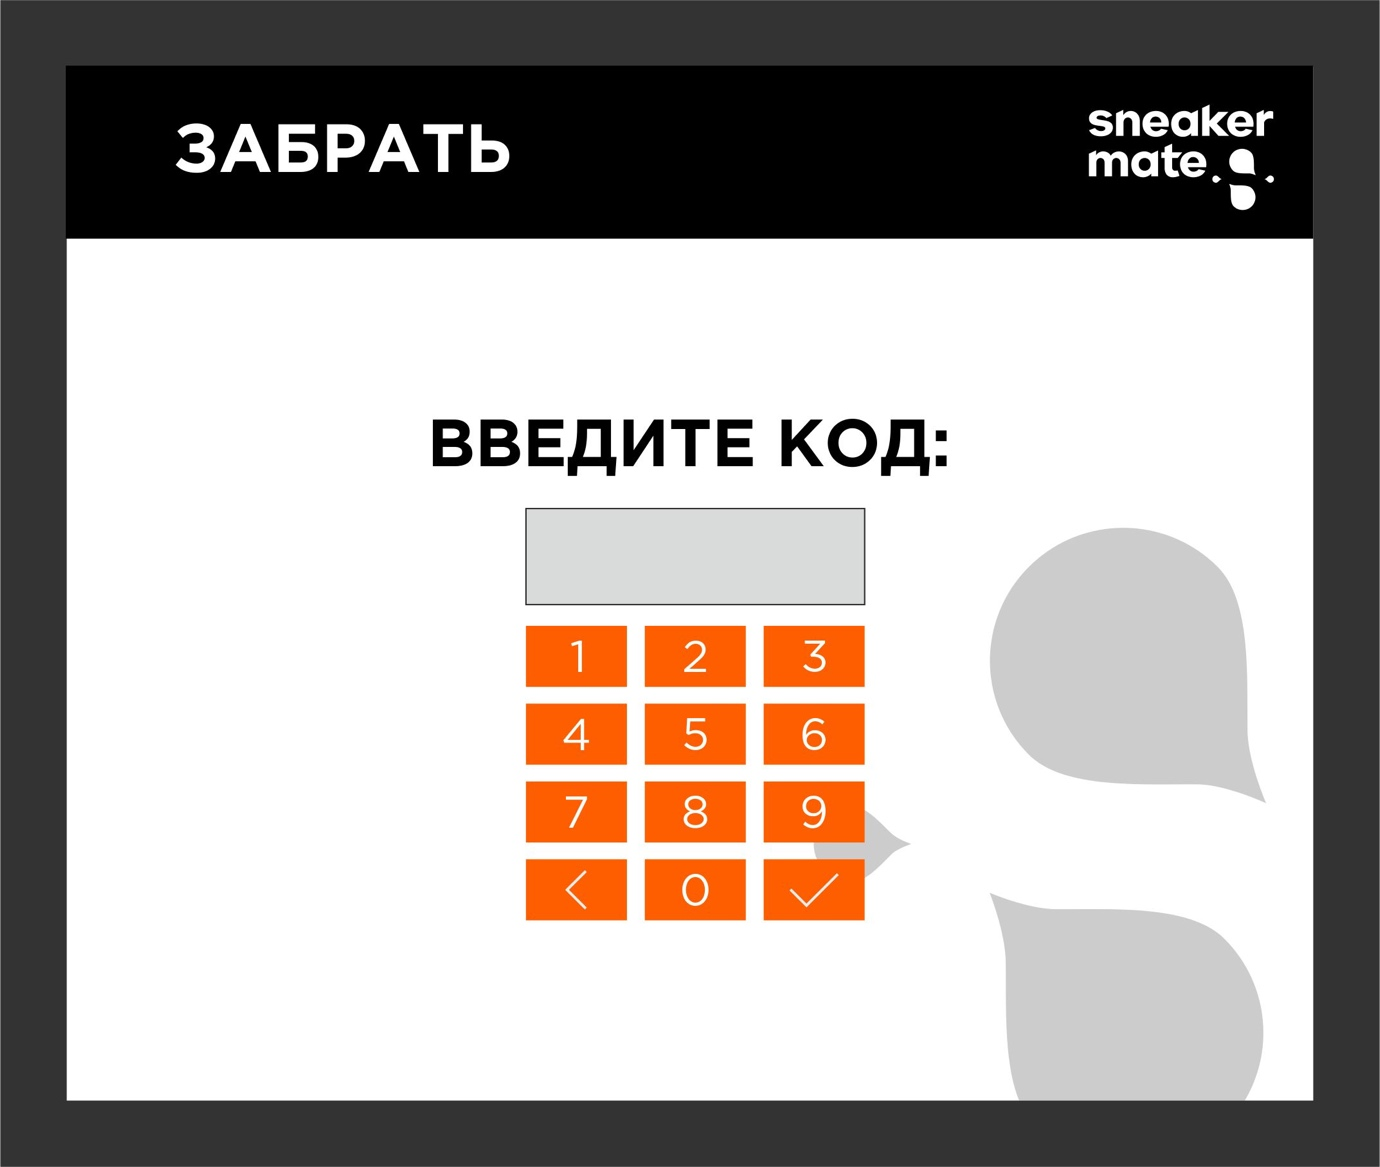 ЗАБРАТЬ
sneaker
mate
ВВЕДИТЕ КОД:
1 2 3
4 5 6
7 8 9
0